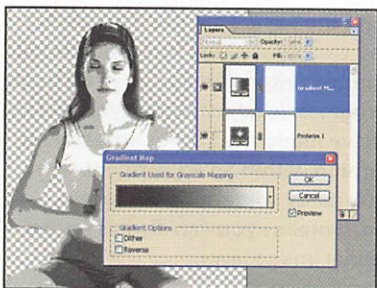 Layers
Opacity:
Lock:
Fill:
Gradient M...
Posterize 1
Gradient Map
Gradient Used for Grayscale Mapping
OK
Cancel
Preview
Gradient Options
Dither
Reverse